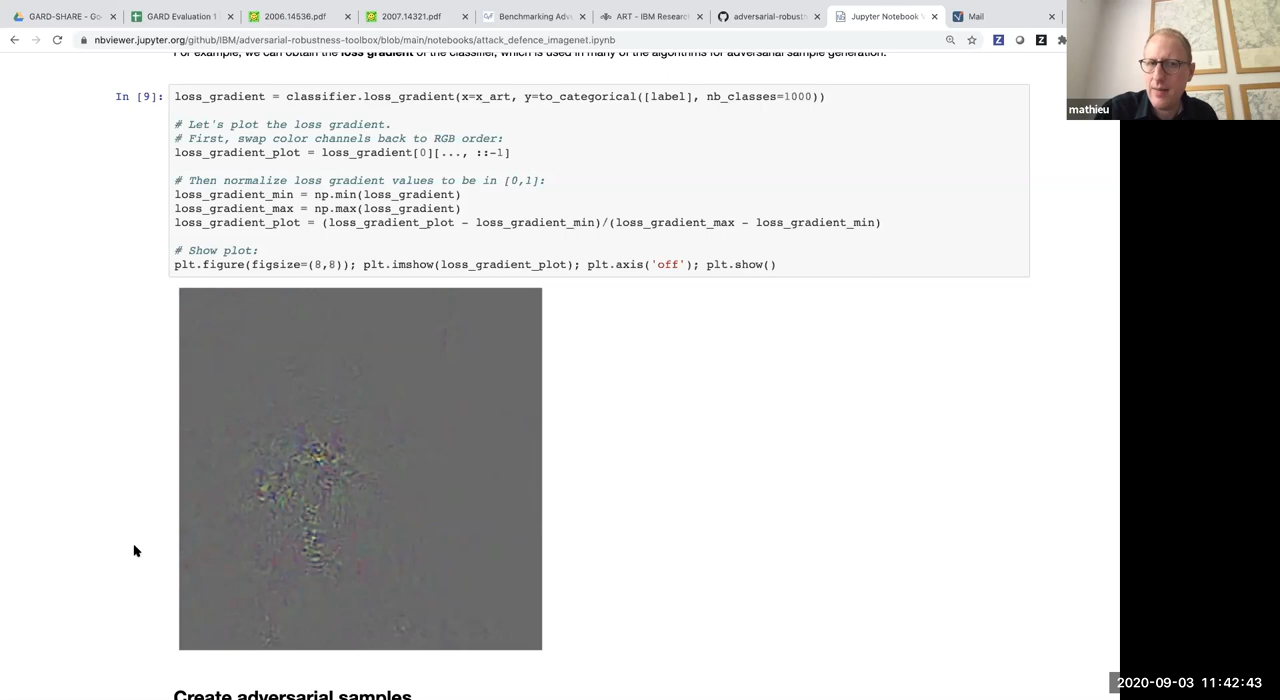 GARD-SHARE - Go
GARD Evaluation 1
2006.14536.pdf
2007.14321.pdf
Benchmarking Adv
ART - IBM Research
adversarial-robustn
Jupyter Notebook
Mail
nbviewer.jupyter.org/github/IBM/adversarial-robustness-toolbox/blob/main/notebooks/attack_defence_imagenet.ipynb
mathieu
For example, we can obtain the loss gradient of the classifier, which is used in many of the algorithms for adversarial sample generation.
In [9]:
loss_gradient = classifier.loss_gradient(x=x_art, y=to_categorical([label], nb_classes=1000))
# Let's plot the loss gradient.
# First, swap color channels back to RGB order:
loss_gradient_plot = loss_gradient[0][..., ::-1]
# Then normalize loss gradient values to be in [0,1]:
loss_gradient_min = np.min(loss_gradient)
loss_gradient_max = np.max(loss_gradient)
loss_gradient_plot = (loss_gradient_plot - loss_gradient_min)/(loss_gradient_max - loss_gradient_min)
# Show plot:
plt.figure(figsize=(8,8)); plt.imshow(loss_gradient_plot); plt.axis('off'); plt.show()
Create adversarial samples
2020-09-03 11:42:43